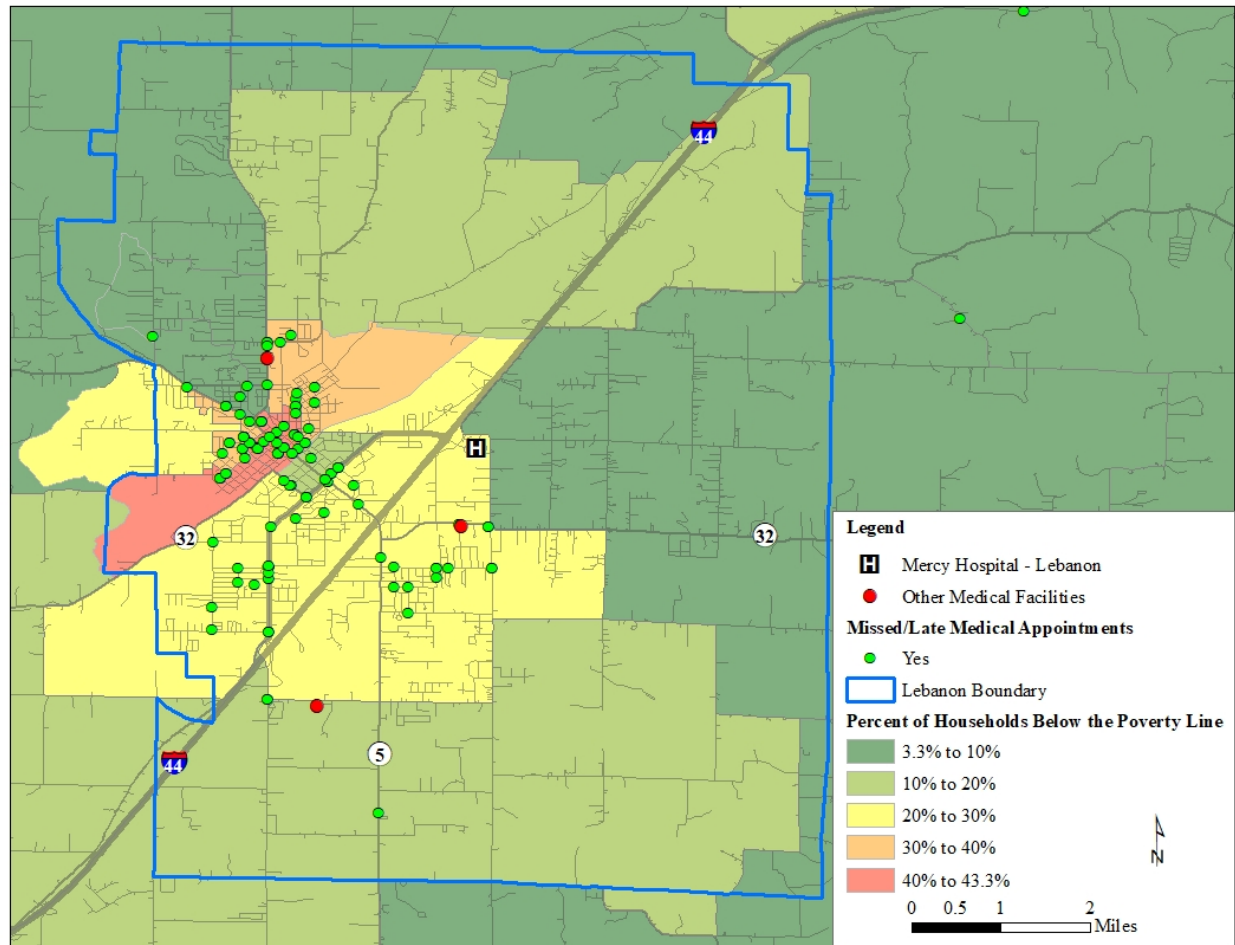 44
32
H
32
5
44
Legend
H Mercy Hospital - Lebanon
Other Medical Facilities
Missed/Late Medical Appointments
Yes
Lebanon Boundary
Percent of Households Below the Poverty Line
3.3% to 10%
10% to 20%
20% to 30%
30% to 40%
40% to 43.3%
N
0 0.5 1 2
Miles